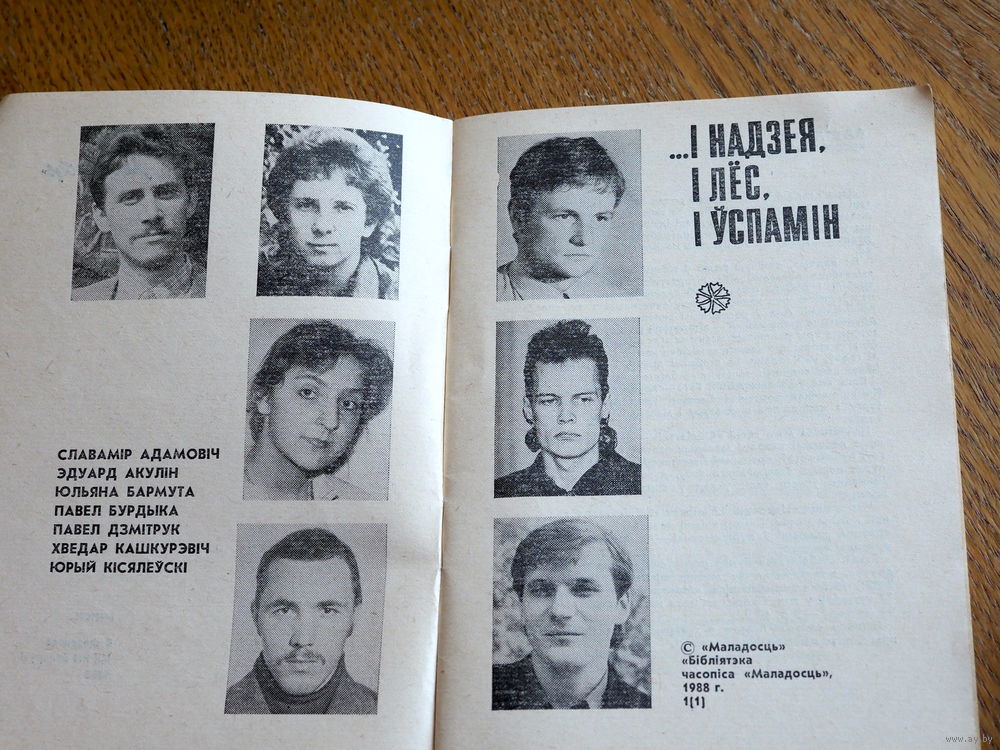 СЛАВАМІР АДАМОВІЧ
ЭДУАРД АКУЛІН
ЮЛЬЯНА БАРМУТА
ПАВЕЛ БУРДЫКА
ПАВЕЛ ДЗМІТРУК
ХВЕДАР КАШКУРЭВІЧ
ЮРЫЙ КІСЯЛЕЎСКІ
...І НАДЗЕЯ,
І ЛЁС,
І ЎСПАМІН
© «Маладосць»
«Бібліятэка
часопіса «Маладосць»,
1988 г.
1(1)
www.ay.by